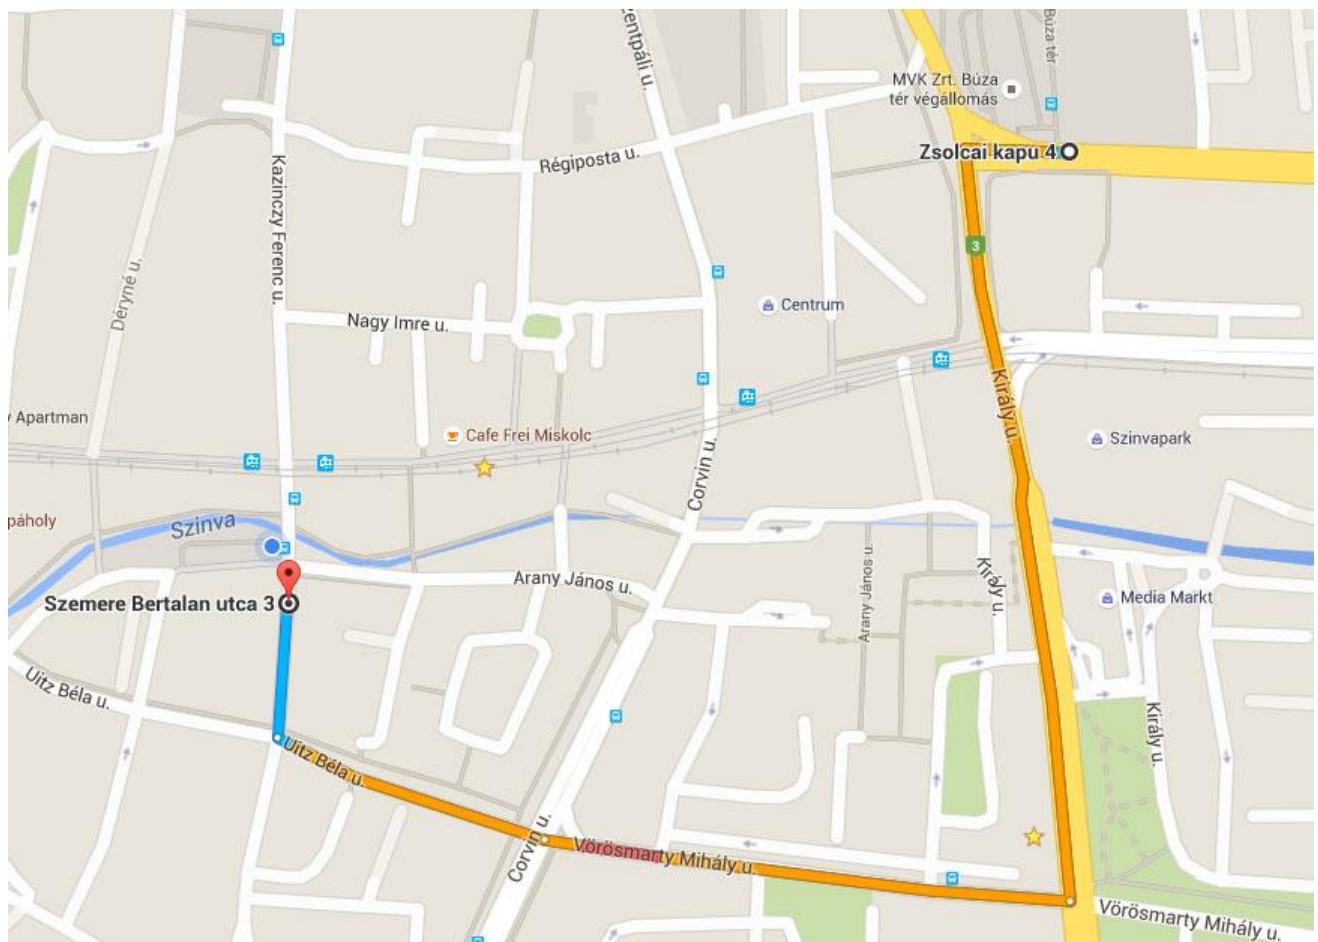 zentpáli u.
Búza tér
MVK Zrt. Búza
tér végállomás
Zsolcai kapu 4
Régiposta u.
Kazinczy Ferenc u.
3
Déryné u.
Centrum
Nagy Imre u.
Király u.
y Apartman
Cafe Frei Miskolc
Szinvapark
Corvin u.
páholy
Szinva
Arany János u.
Arany János u.
Király u.
Media Markt
Szemere Bertalan utca 3
Uitz Béla u.
Király u.
Uitz Béla u.
Corvin u.
Vörösmarty Mihály u.
Vörösmarty Mihály u.